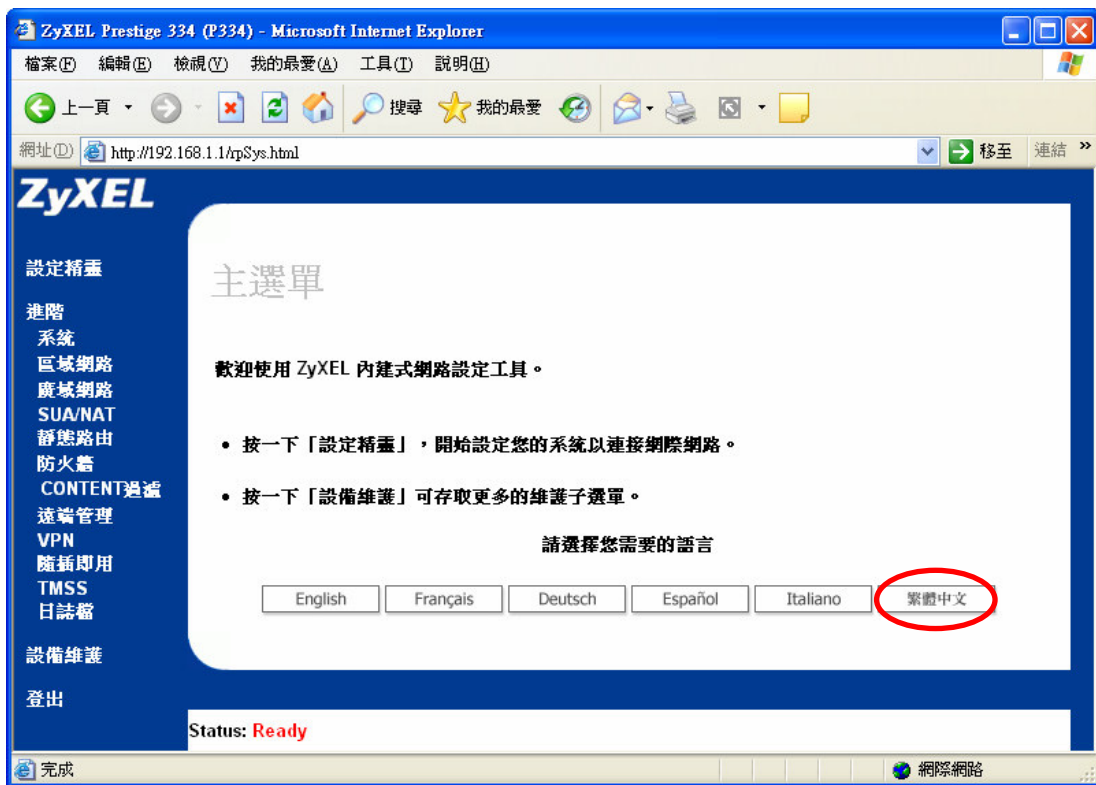 ZyXEL Prestige 334 (P334) - Microsoft Internet Explorer
檔案(F) 編輯(E) 檢視(V) 我的最愛(A) 工具(T) 說明(H)
上一頁 搜尋 我的最愛
網址(D) http://192.168.1.1/rpSys.html 移至 連結 »
ZyXEL
設定精靈
進階
系統
區域網路
廣域網路
SUA/NAT
靜態路由
防火牆
CONTENT過濾
遠端管理
VPN
隨插即用
TMSS
日誌檔
設備維護
登出
主選單
歡迎使用 ZyXEL 內建式網路設定工具。
• 按一下「設定精靈」，開始設定您的系統以連接網際網路。
• 按一下「設備維護」可存取更多的維護子選單。
請選擇您需要的語言
English Français Deutsch Español Italiano 繁體中文
Status: Ready
完成 網際網路